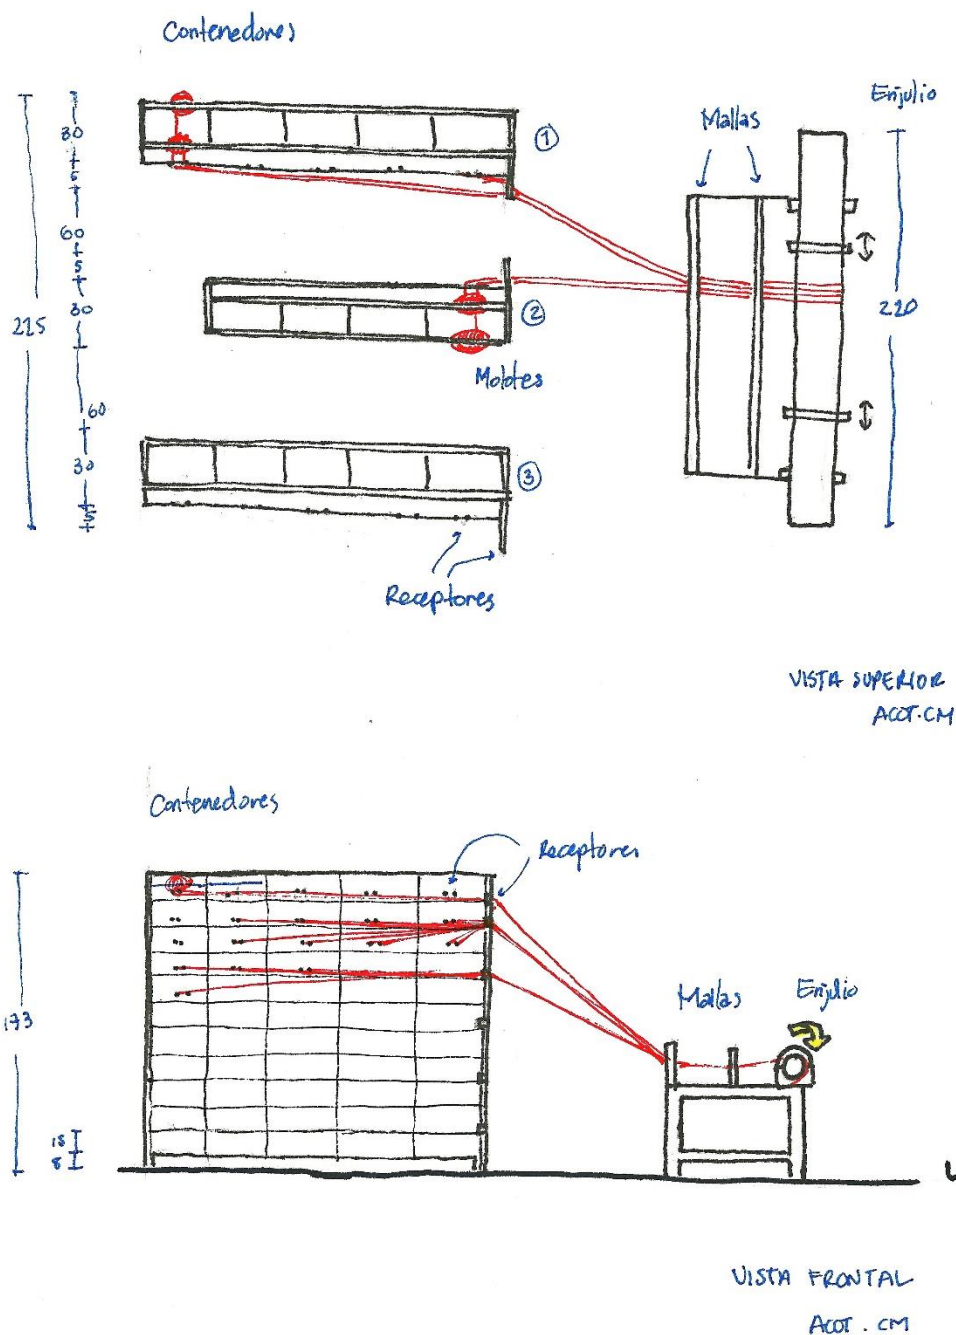 Contenedores
Enjulio
Mallas
30
1
5
60
5
30
2
225
220
Moldes
60
30
3
5
Receptores
VISTA SUPERIOR
ACOT.CM
Contenedores
Receptores
Mallas
Enjulio
173
15
8
VISTA FRONTAL
ACOT. CM